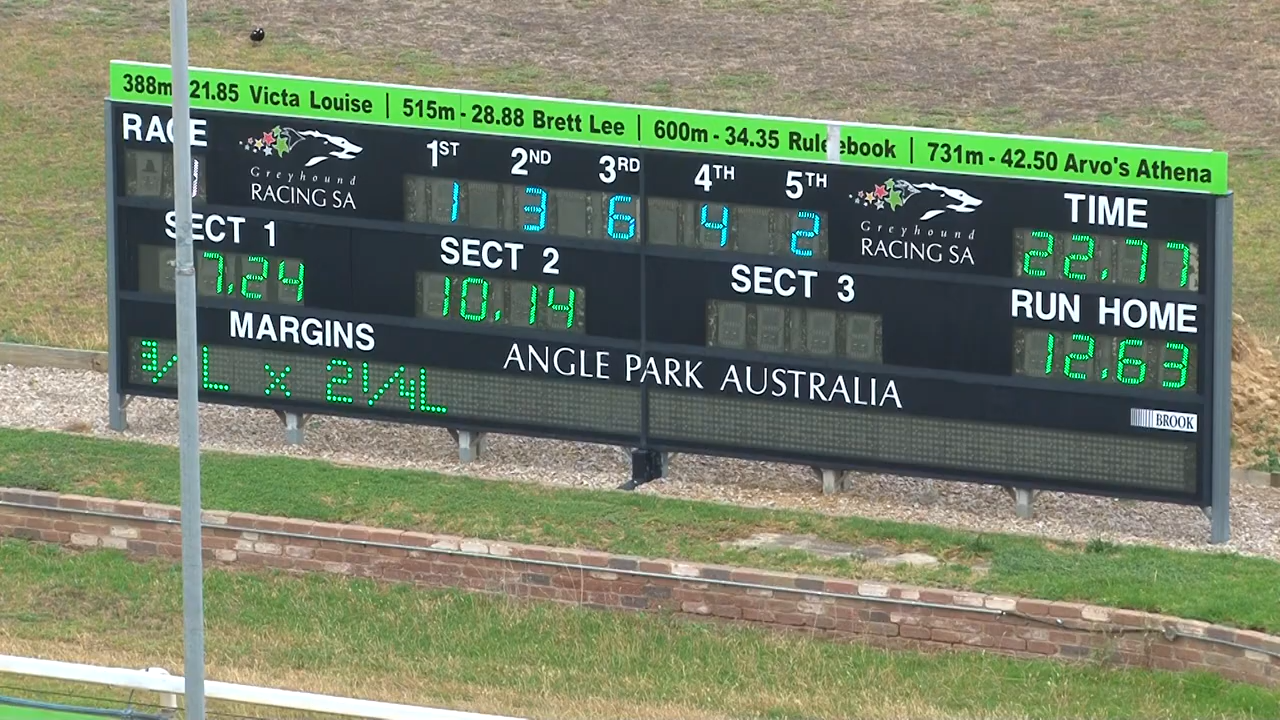 388m 21.85 Victa Louise | 515m - 28.88 Brett Lee | 600m - 34.35 Rulebook | 731m - 42.50 Arvo's Athena
RACE
Greyhound
RACING SA
1ST 2ND 3RD 4TH 5TH
1 3 6 4 2
Greyhound
RACING SA
TIME
22.77
SECT 1
7.24
SECT 2
10.14
SECT 3
RUN HOME
12.63
MARGINS
3/ L x 2 1/4L
ANGLE PARK AUSTRALIA
BROOK